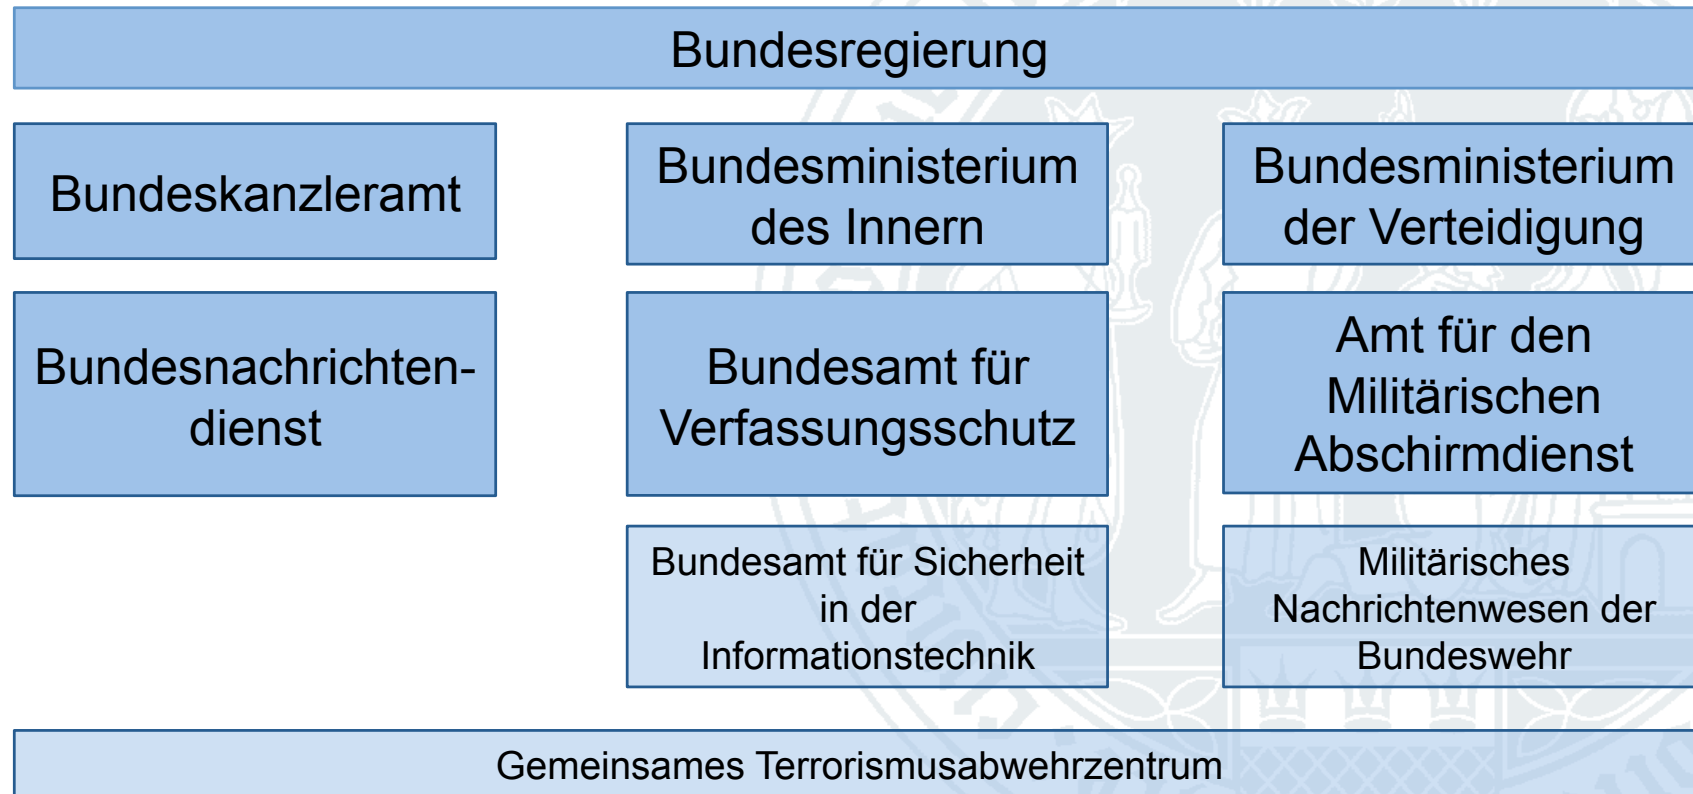 Bundesregierung
Bundeskanzleramt
Bundesministerium
des Innern
Bundesministerium
der Verteidigung
Bundesnachrichten-
dienst
Bundesamt für
Verfassungsschutz
Amt für den
Militärischen
Abschirmdienst
Bundesamt für Sicherheit
in der
Informationstechnik
Militärisches
Nachrichtenwesen der
Bundeswehr
Gemeinsames Terrorismusabwehrzentrum